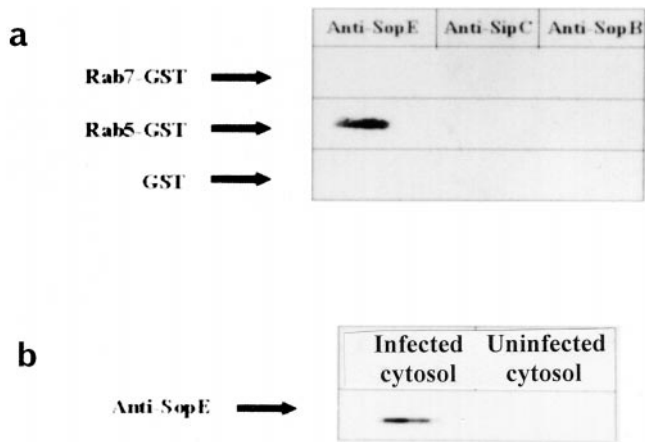 a
Anti-SopE Anti-SipC Anti-SopB
Rab7-GST
Rab5-GST
GST
b
Infected cytosol Uninfected cytosol
Anti-SopE